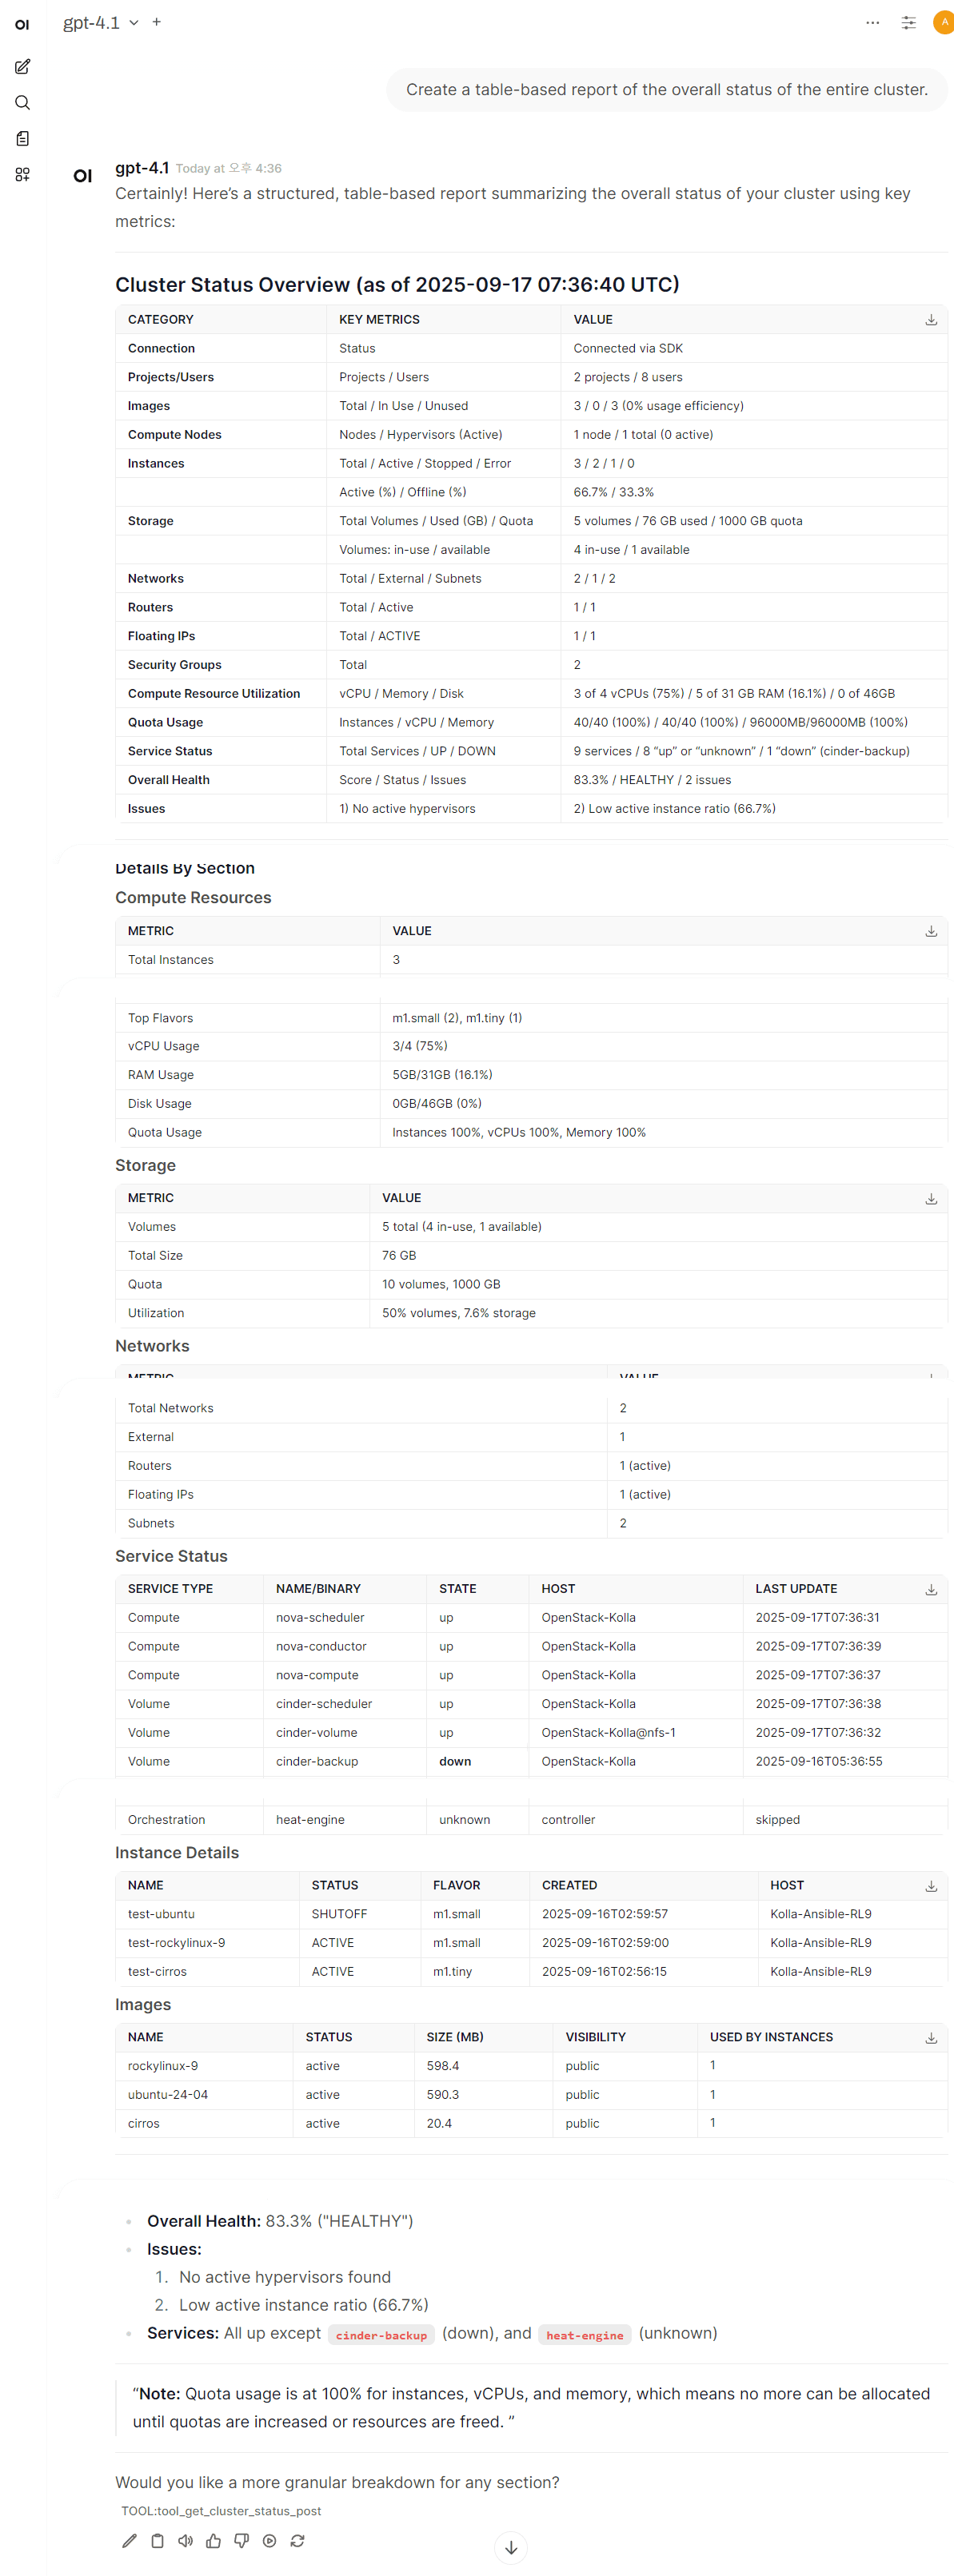 OI
gpt-4.1
A
Create a table-based report of the overall status of the entire cluster.
OI
gpt-4.1 Today at 오후 4:36
Certainly! Here's a structured, table-based report summarizing the overall status of your cluster using key
metrics:
Cluster Status Overview (as of 2025-09-17 07:36:40 UTC)
CATEGORY KEY METRICS VALUE
Connection Status Connected via SDK
Projects/Users Projects / Users 2 projects / 8 users
Images Total / In Use / Unused 3 / 0 / 3 (0% usage efficiency)
Compute Nodes Nodes / Hypervisors (Active) 1 node / 1 total (0 active)
Instances Total / Active / Stopped / Error 3 / 2 / 1 / 0
Active (%) / Offline (%) 66.7% / 33.3%
Storage Total Volumes / Used (GB) / Quota 5 volumes / 76 GB used / 1000 GB quota
Volumes: in-use / available 4 in-use / 1 available
Networks Total / External / Subnets 2 / 1 / 2
Routers Total / Active 1 / 1
Floating IPs Total / ACTIVE 1 / 1
Security Groups Total 2
Compute Resource Utilization vCPU / Memory / Disk 3 of 4 vCPUs (75%) / 5 of 31 GB RAM (16.1%) / 0 of 46GB
Quota Usage Instances / vCPU / Memory 40/40 (100%) / 40/40 (100%) / 96000MB/96000MB (100%)
Service Status Total Services / UP / DOWN 9 services / 8 “up” or “unknown” / 1 “down” (cinder-backup)
Overall Health Score / Status / Issues 83.3% / HEALTHY / 2 issues
Issues 1) No active hypervisors 2) Low active instance ratio (66.7%)
Details By Section
Compute Resources
METRIC VALUE
Total Instances 3
Top Flavors m1.small (2), m1.tiny (1)
vCPU Usage 3/4 (75%)
RAM Usage 5GB/31GB (16.1%)
Disk Usage 0GB/46GB (0%)
Quota Usage Instances 100%, vCPUs 100%, Memory 100%
Storage
METRIC VALUE
Volumes 5 total (4 in-use, 1 available)
Total Size 76 GB
Quota 10 volumes, 1000 GB
Utilization 50% volumes, 7.6% storage
Networks
METRIC VALUE
Total Networks 2
External 1
Routers 1 (active)
Floating IPs 1 (active)
Subnets 2
Service Status
SERVICE TYPE NAME/BINARY STATE HOST LAST UPDATE
Compute nova-scheduler up OpenStack-Kolla 2025-09-17T07:36:31
Compute nova-conductor up OpenStack-Kolla 2025-09-17T07:36:39
Compute nova-compute up OpenStack-Kolla 2025-09-17T07:36:37
Volume cinder-scheduler up OpenStack-Kolla 2025-09-17T07:36:38
Volume cinder-volume up OpenStack-Kolla@nfs-1 2025-09-17T07:36:32
Volume cinder-backup down OpenStack-Kolla 2025-09-16T05:36:55
Orchestration heat-engine unknown controller skipped
Instance Details
NAME STATUS FLAVOR CREATED HOST
test-ubuntu SHUTOFF m1.small 2025-09-16T02:59:57 Kolla-Ansible-RL9
test-rockylinux-9 ACTIVE m1.small 2025-09-16T02:59:00 Kolla-Ansible-RL9
test-cirros ACTIVE m1.tiny 2025-09-16T02:56:15 Kolla-Ansible-RL9
Images
NAME STATUS SIZE (MB) VISIBILITY USED BY INSTANCES
rockylinux-9 active 598.4 public 1
ubuntu-24-04 active 590.3 public 1
cirros active 20.4 public 1
Overall Health: 83.3% ("HEALTHY")
Issues:
1. No active hypervisors found
2. Low active instance ratio (66.7%)
Services: All up except cinder-backup (down), and heat-engine (unknown)
“Note: Quota usage is at 100% for instances, vCPUs, and memory, which means no more can be allocated
until quotas are increased or resources are freed. ”
Would you like a more granular breakdown for any section?
TOOL:tool_get_cluster_status_post